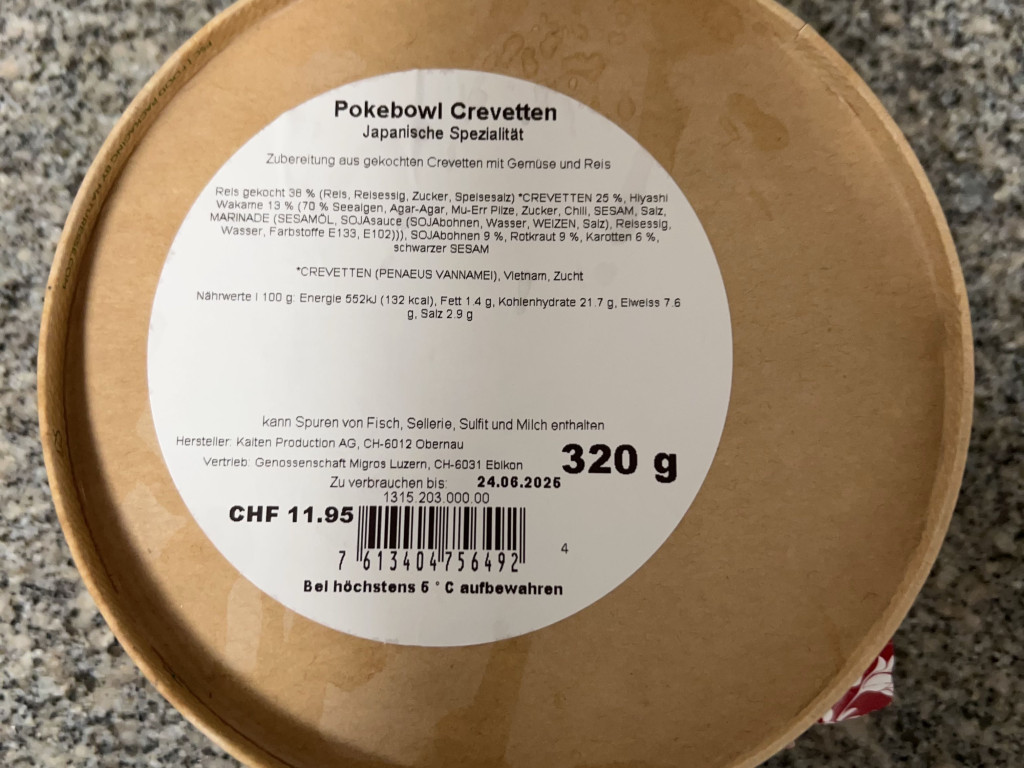 Pokebowl Crevetten
Japanische Spezialität
Zubereitung aus gekochten Crevetten mit Gemüse und Reis
Reis gekocht 38 % (Reis, Reisessig, Zucker, Speisesalz) *CREVETTEN 25 %, Hiyashi
Wakame 13 % (70 % Seealgen, Agar-Agar, Mu-Err Pilze, Zucker, Chili, SESAM, Salz,
MARINADE (SESAMÖL, SOJAsauce (SOJAbohnen, Wasser, WEIZEN, Salz), Reisessig,
Wasser, Farbstoffe E133, E102))), SOJAbohnen 9 %, Rotkraut 9 %, Karotten 6 %,
schwarzer SESAM
*CREVETTEN (PENAEUS VANNAMEI), Vietnam, Zucht
Nährwerte i 100 g: Energie 552kJ (132 kcal), Fett 1.4 g, Kohlenhydrate 21.7 g, Eiweiss 7.6
g, Salz 2.9 g
kann Spuren von Fisch, Sellerie, Sulfit und Milch enthalten
Hersteller: Kaiten Production AG, CH-6012 Obernau
320 g
Vertrieb: Genossenschaft Migros Luzern, CH-6031 Ebikon
Zu verbrauchen bis: 24.06.2025
1315.203.000.00
CHF 11.95
7 613404 756492
4
Bei höchstens 5 ° C aufbewahren